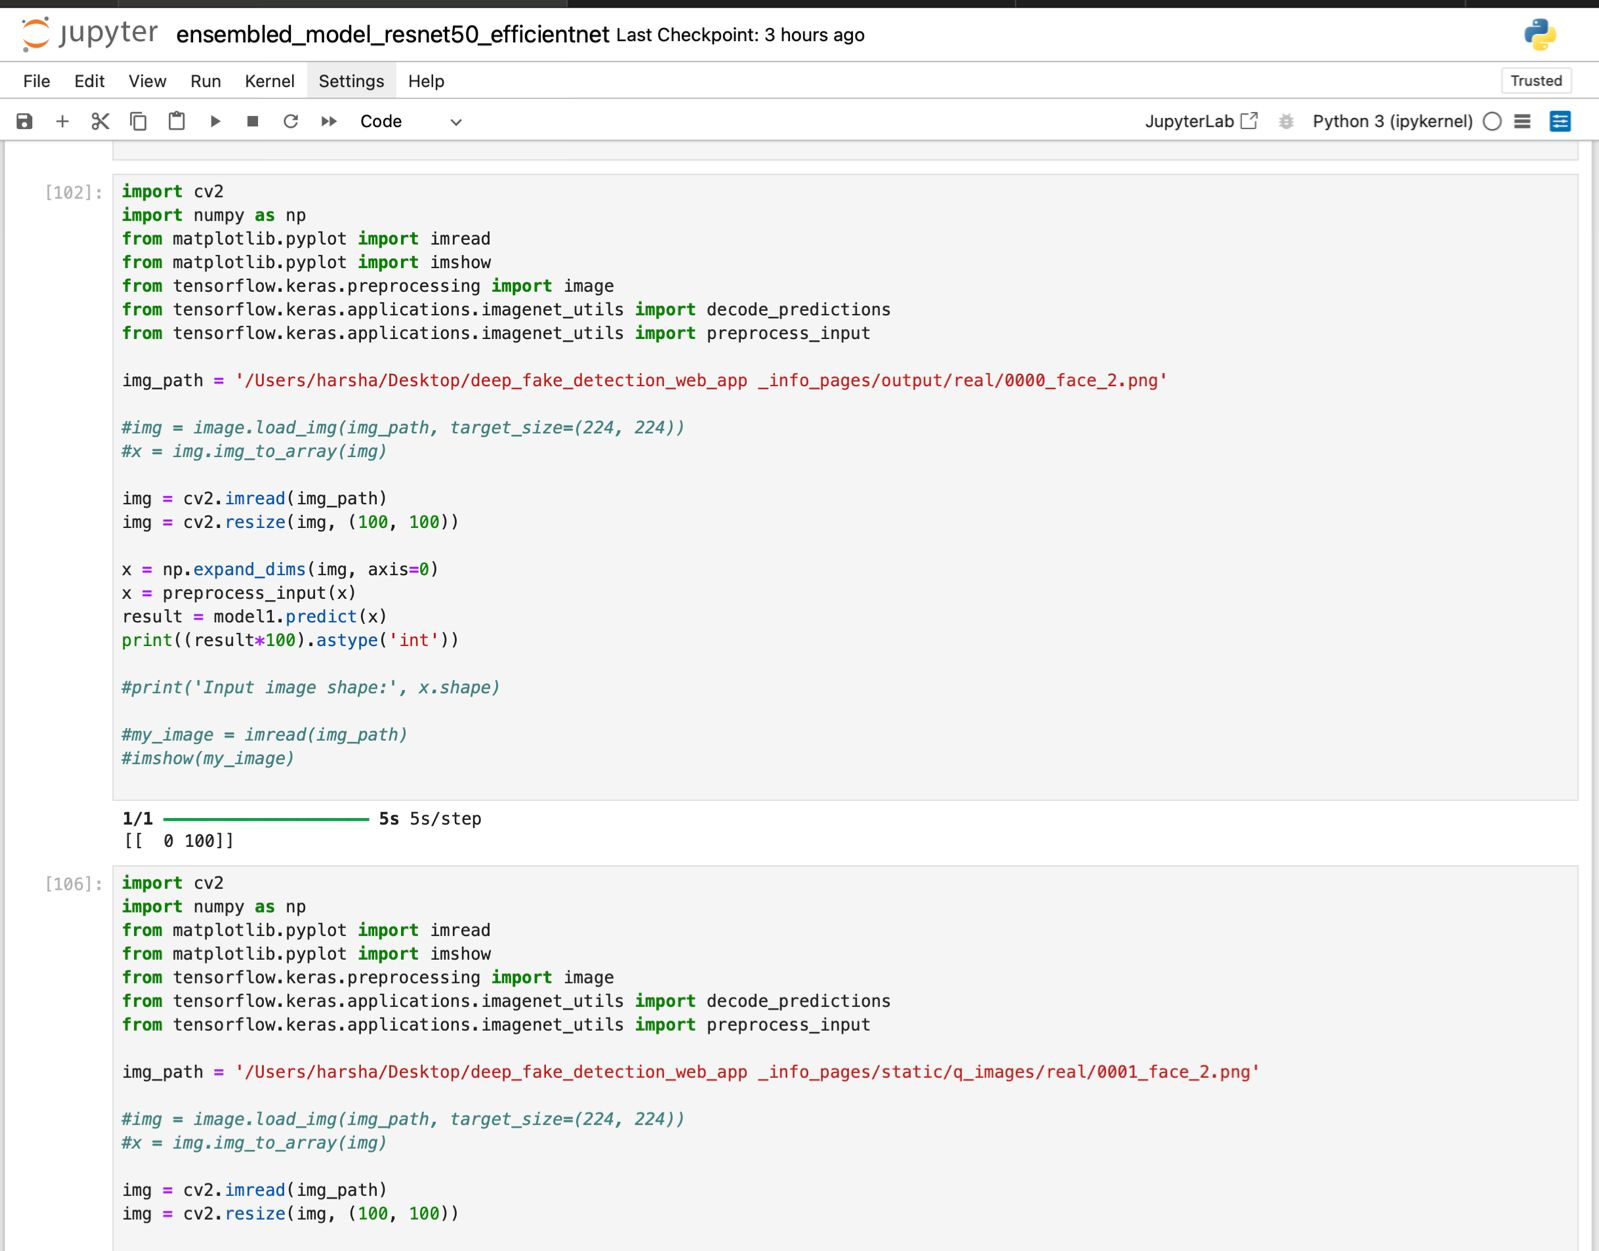 jupyter ensembled_model_resnet50_efficientnet Last Checkpoint: 3 hours ago
File Edit View Run Kernel Settings Help Trusted
Code JupyterLab Python 3 (ipykernel)
[102]: import cv2
import numpy as np
from matplotlib.pyplot import imread
from matplotlib.pyplot import imshow
from tensorflow.keras.preprocessing import image
from tensorflow.keras.applications.imagenet_utils import decode_predictions
from tensorflow.keras.applications.imagenet_utils import preprocess_input
img_path = '/Users/harsha/Desktop/deep_fake_detection_web_app _info_pages/output/real/0000_face_2.png'
#img = image.load_img(img_path, target_size=(224, 224))
#x = img.img_to_array(img)
img = cv2.imread(img_path)
img = cv2.resize(img, (100, 100))
x = np.expand_dims(img, axis=0)
x = preprocess_input(x)
result = model1.predict(x)
print((result*100).astype('int'))
#print('Input image shape:', x.shape)
#my_image = imread(img_path)
#imshow(my_image)
1/1 5s 5s/step
[[  0 100]]
[106]: import cv2
import numpy as np
from matplotlib.pyplot import imread
from matplotlib.pyplot import imshow
from tensorflow.keras.preprocessing import image
from tensorflow.keras.applications.imagenet_utils import decode_predictions
from tensorflow.keras.applications.imagenet_utils import preprocess_input
img_path = '/Users/harsha/Desktop/deep_fake_detection_web_app _info_pages/static/q_images/real/0001_face_2.png'
#img = image.load_img(img_path, target_size=(224, 224))
#x = img.img_to_array(img)
img = cv2.imread(img_path)
img = cv2.resize(img, (100, 100))